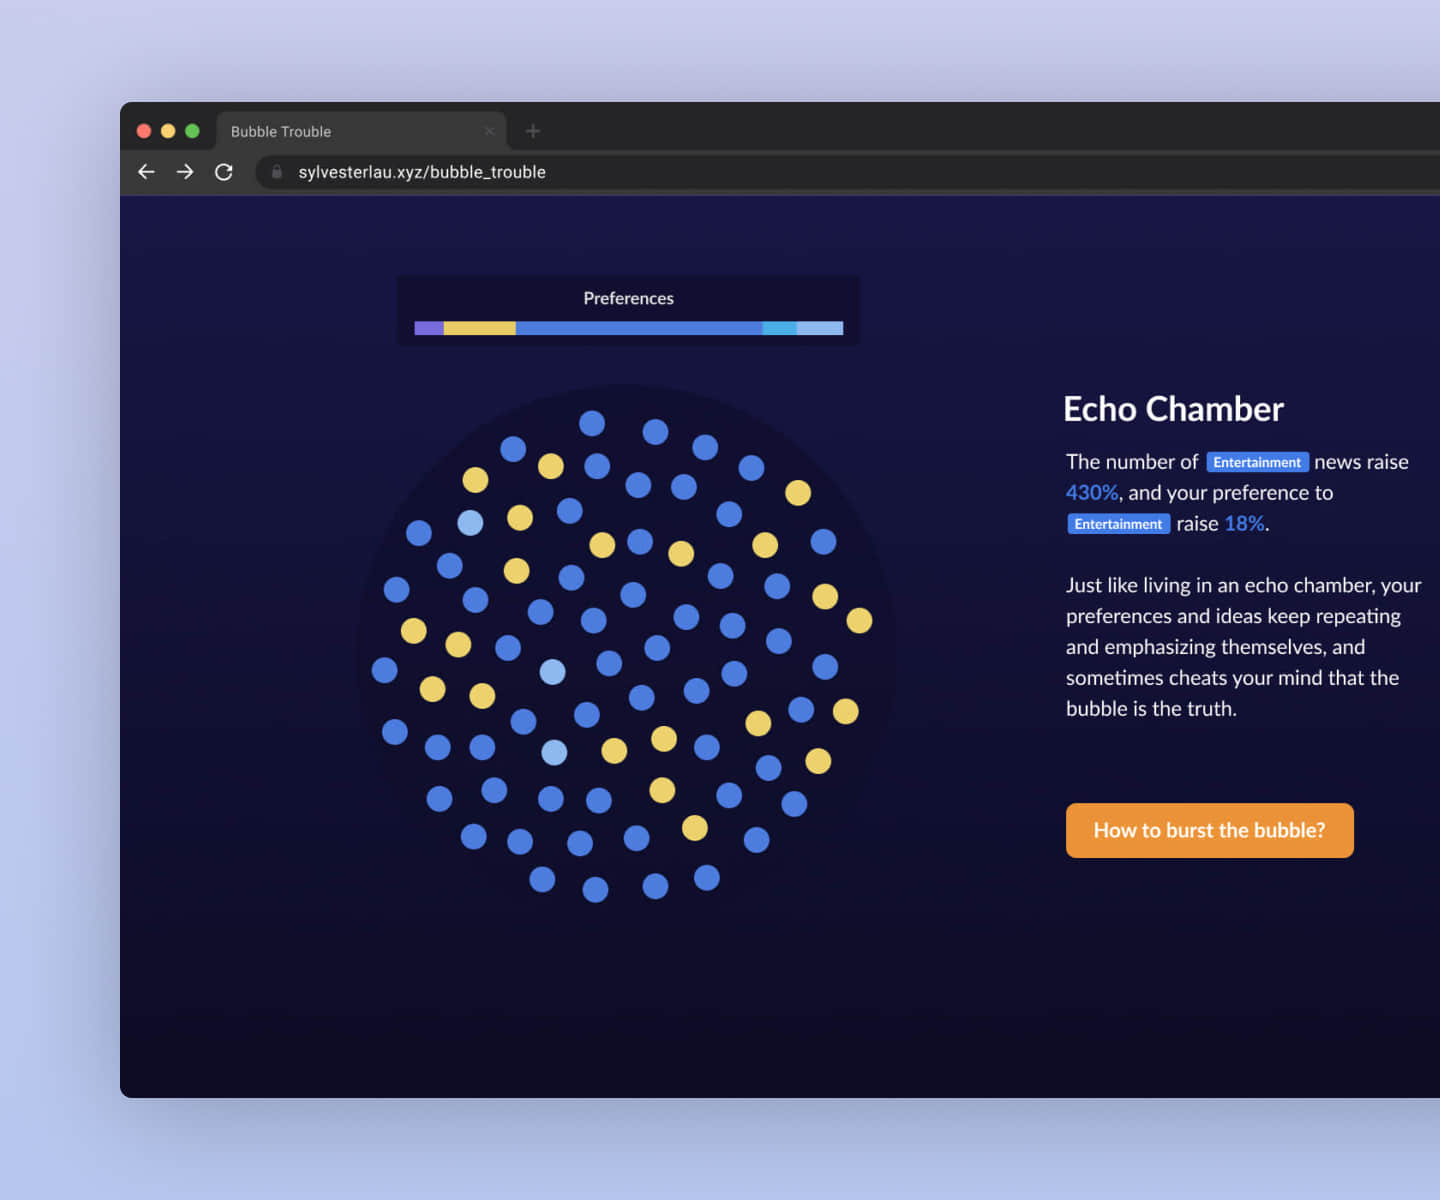 Bubble Trouble
sylvesterlau.xyz/bubble_trouble
Preferences
Echo Chamber
The number of Entertainment news raise
430%, and your preference to
Entertainment raise 18%.
Just like living in an echo chamber, your
preferences and ideas keep repeating
and emphasizing themselves, and
sometimes cheats your mind that the
bubble is the truth.
How to burst the bubble?